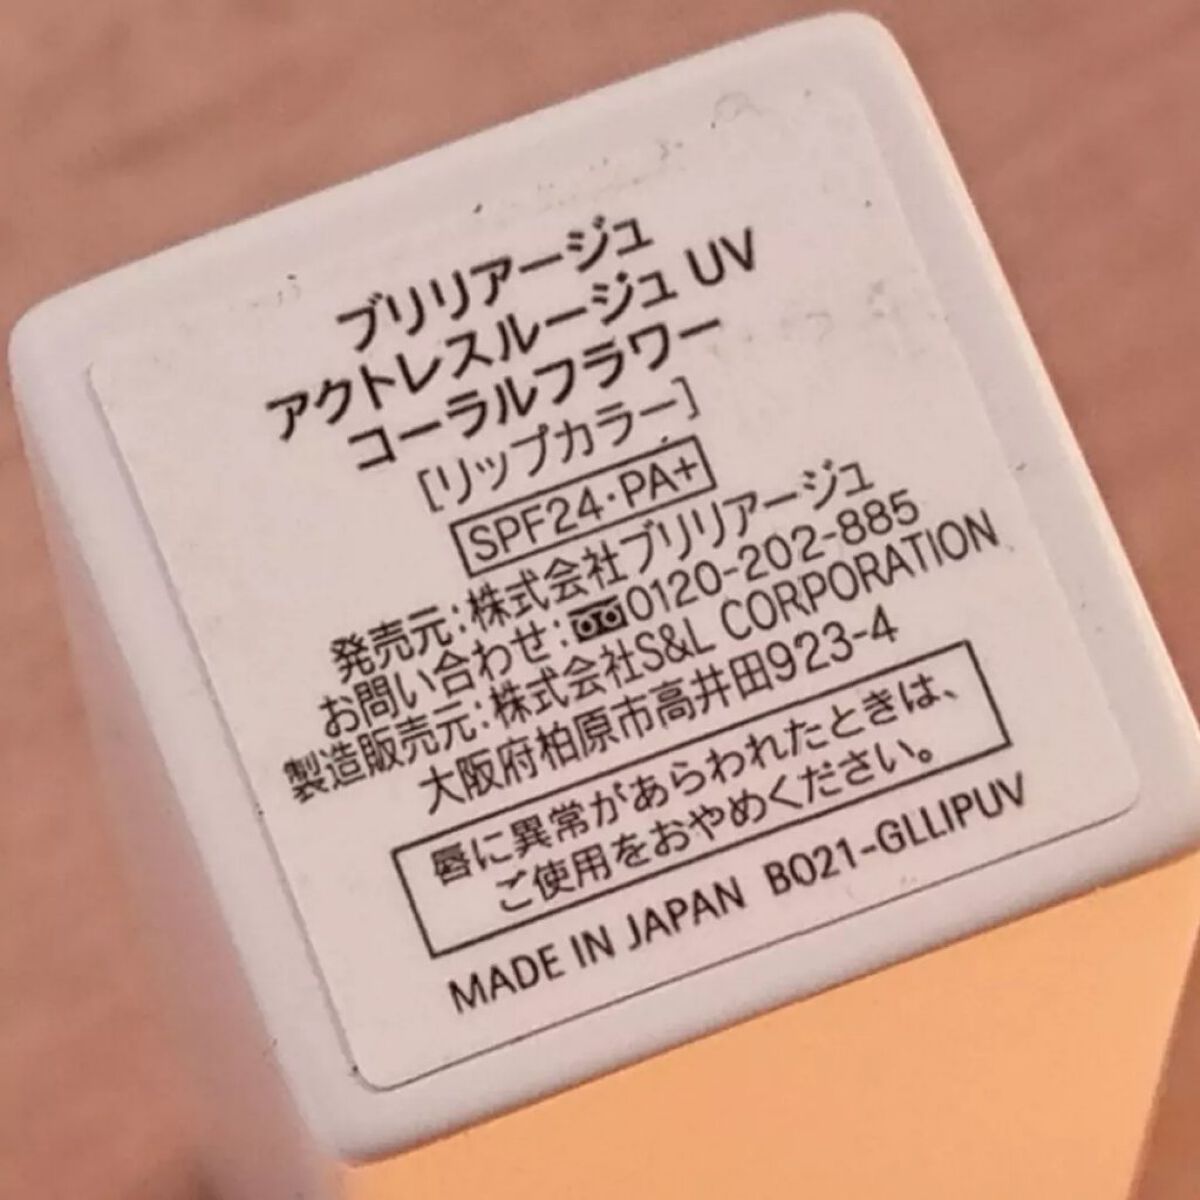 ブリリアージュ
アクトレスルージュ UV
コーラルフラワー
[リップカラー]
SPF24・PA+
発売元:株式会社ブリリアージュ
お問い合わせ:0120-202-885
製造販売元:株式会社S&L CORPORATION
大阪府柏原市高井田923-4
唇に異常があらわれたときは、
ご使用をおやめください。
MADE IN JAPAN B021-GLLIPUV